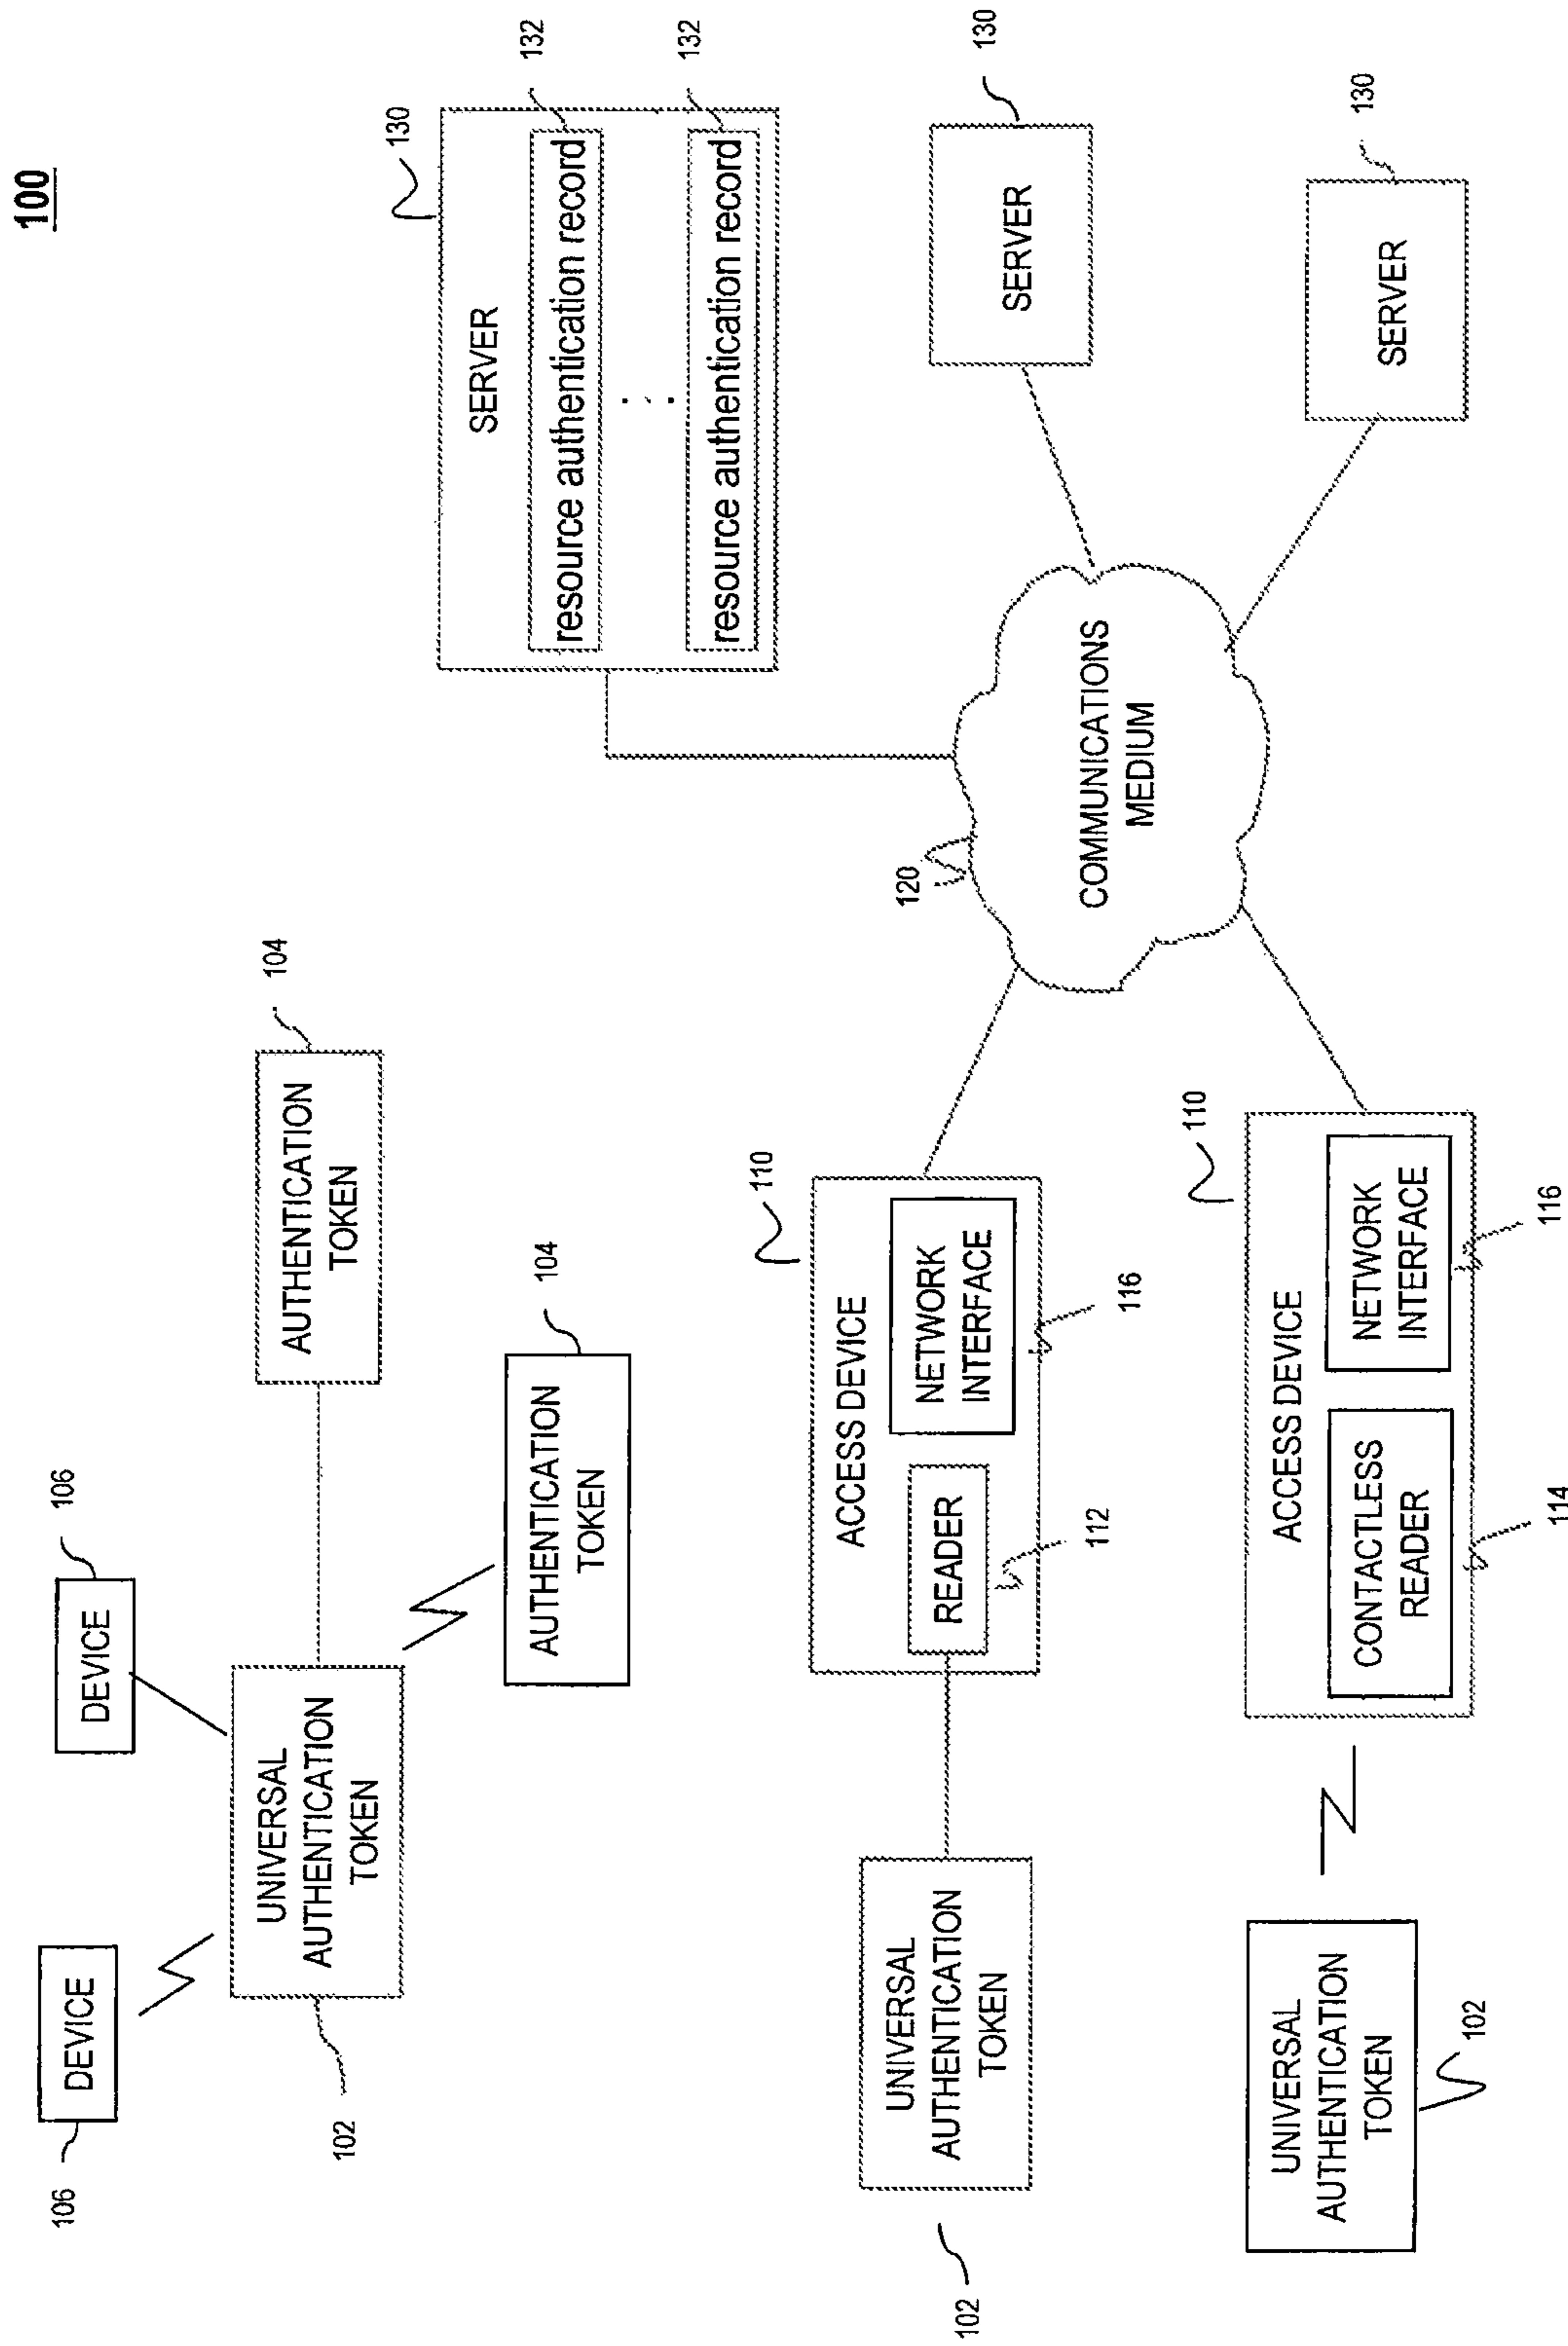 100
106
DEVICE
106
DEVICE
102
UNIVERSAL
AUTHENTICATION
TOKEN
104
AUTHENTICATION
TOKEN
104
AUTHENTICATION
TOKEN
130
SERVER
132
resource authentication record
132
resource authentication record
102
UNIVERSAL
AUTHENTICATION
TOKEN
110
ACCESS DEVICE
READER
112
NETWORK
INTERFACE
116
120
COMMUNICATIONS
MEDIUM
130
SERVER
130
SERVER
102
UNIVERSAL
AUTHENTICATION
TOKEN
110
ACCESS DEVICE
CONTACTLESS
READER
114
NETWORK
INTERFACE
116